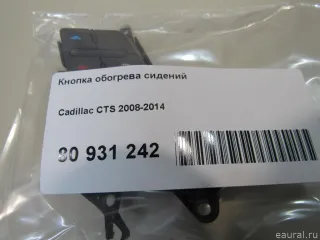 Кнопка обогрева сидений
Cadillac CTS 2008-2014
80 931 242
eaural.ru